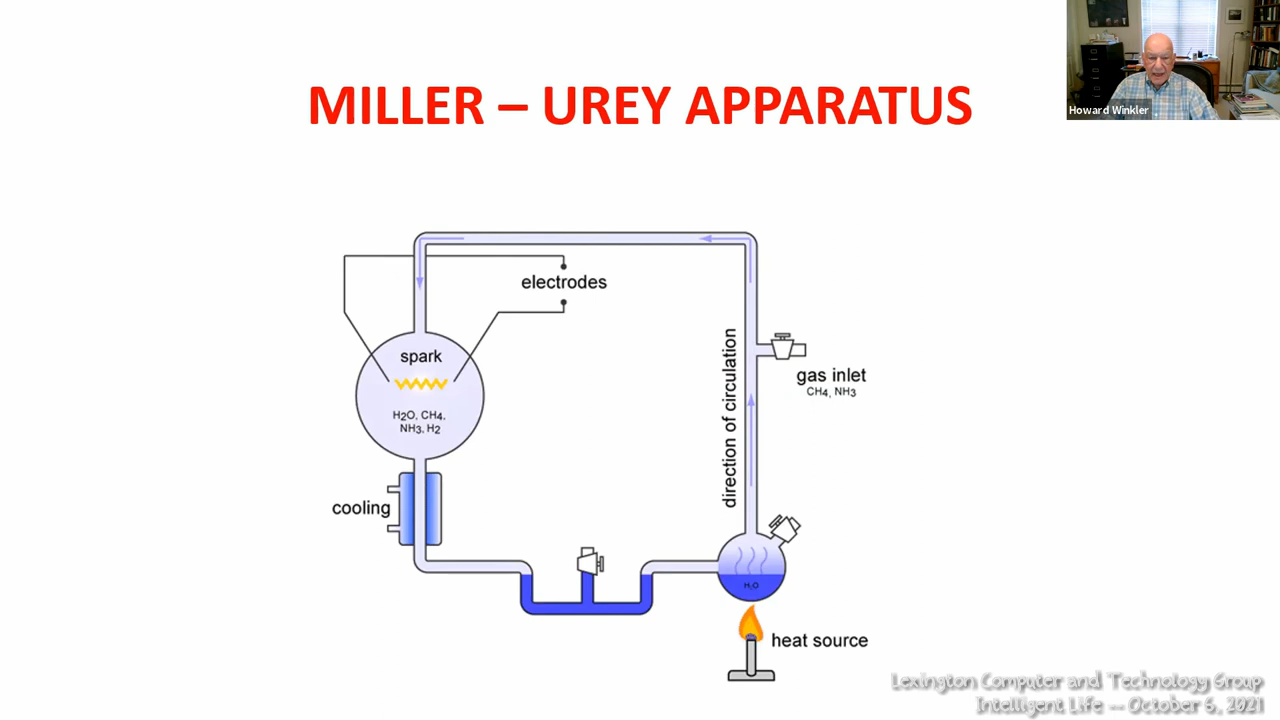 MILLER – UREY APPARATUS
Howard Winkler
electrodes
spark
H2O, CH4,
NH3, H2
direction of circulation
gas inlet
CH4, NH3
cooling
H2O
heat source
Lexington Computer and Technology Group
Intelligent Life -- October 6, 2021